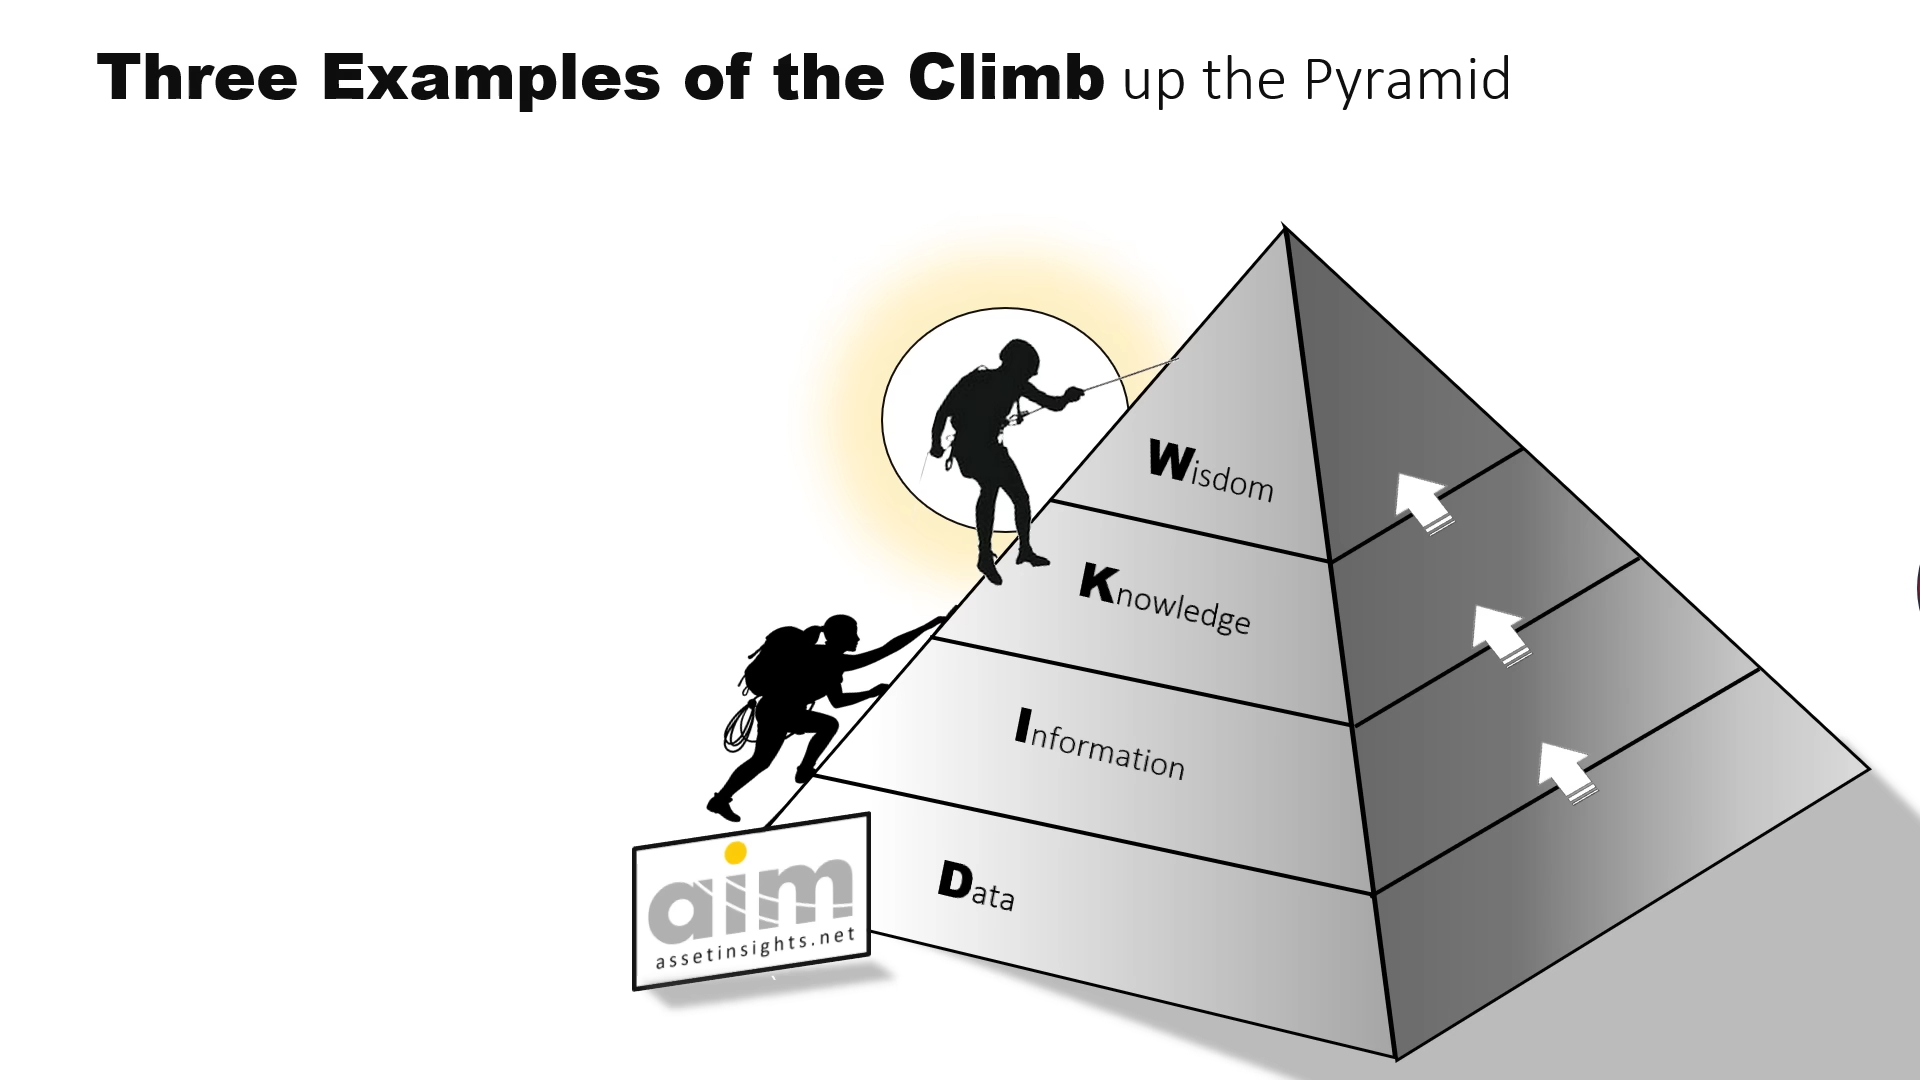 Three Examples of the Climb up the Pyramid
Wisdom
Knowledge
Information
Data
aim
assetinsights.net